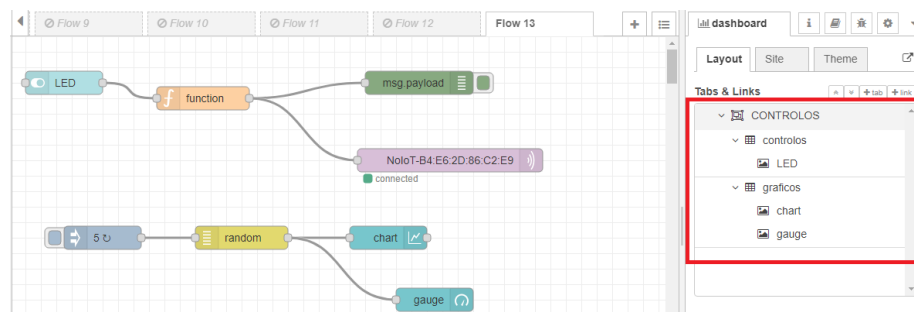 Flow 9
Flow 10
Flow 11
Flow 12
Flow 13
dashboard
i
Layout
Site
Theme
Tabs & Links
tab
link
CONTROLOS
controlos
LED
graficos
chart
gauge
LED
function
msg.payload
NoIoT-B4:E6:2D:86:C2:E9
connected
5 ↻
random
chart
gauge